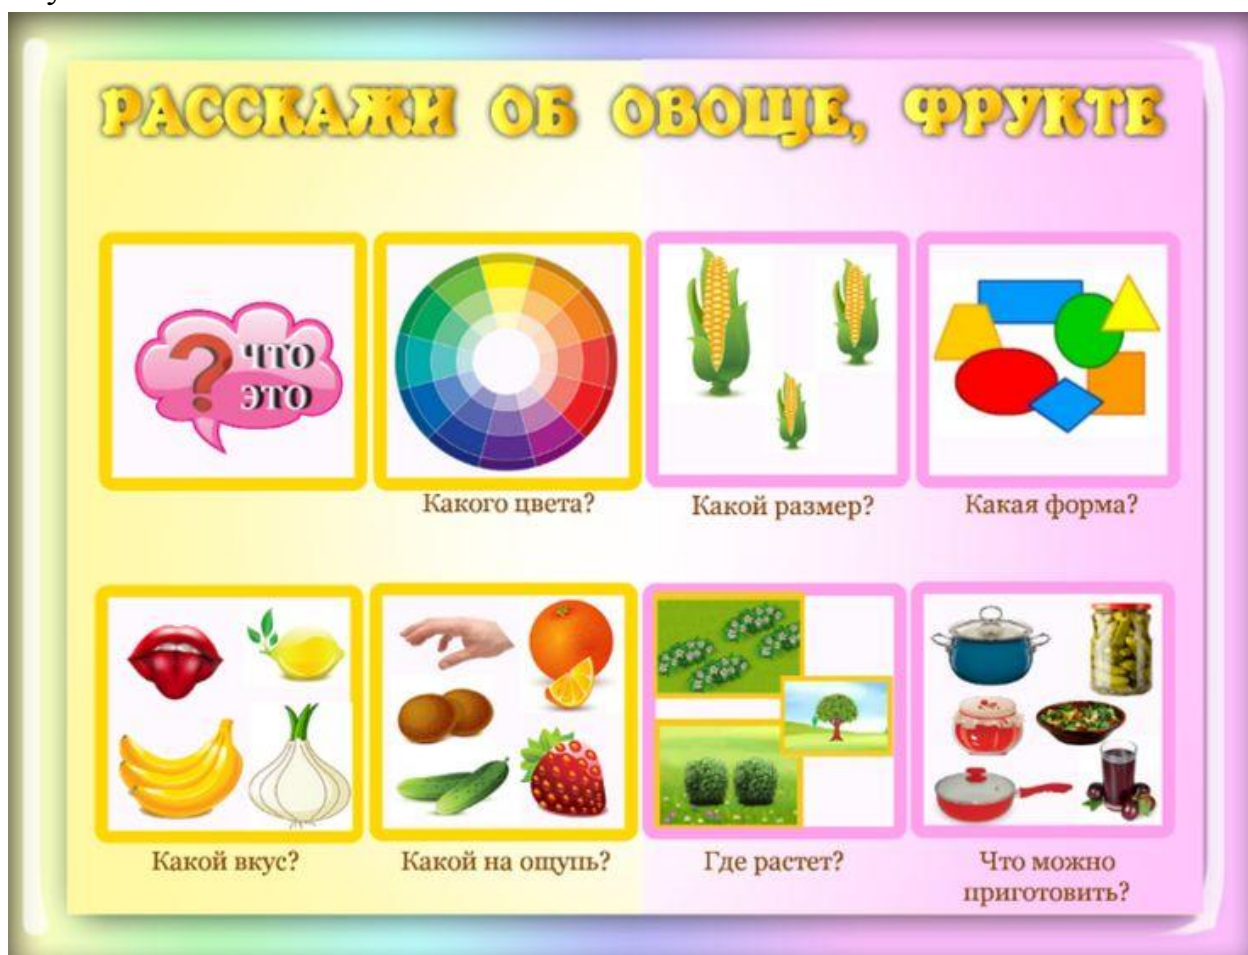 РАССКАЖИ ОБ ОВОЩЕ, ФРУКТЕ
? ЧТО
ЭТО
Какого цвета?
Какой размер?
Какая форма?
Какой вкус?
Какой на ощупь?
Где растет?
Что можно
приготовить?